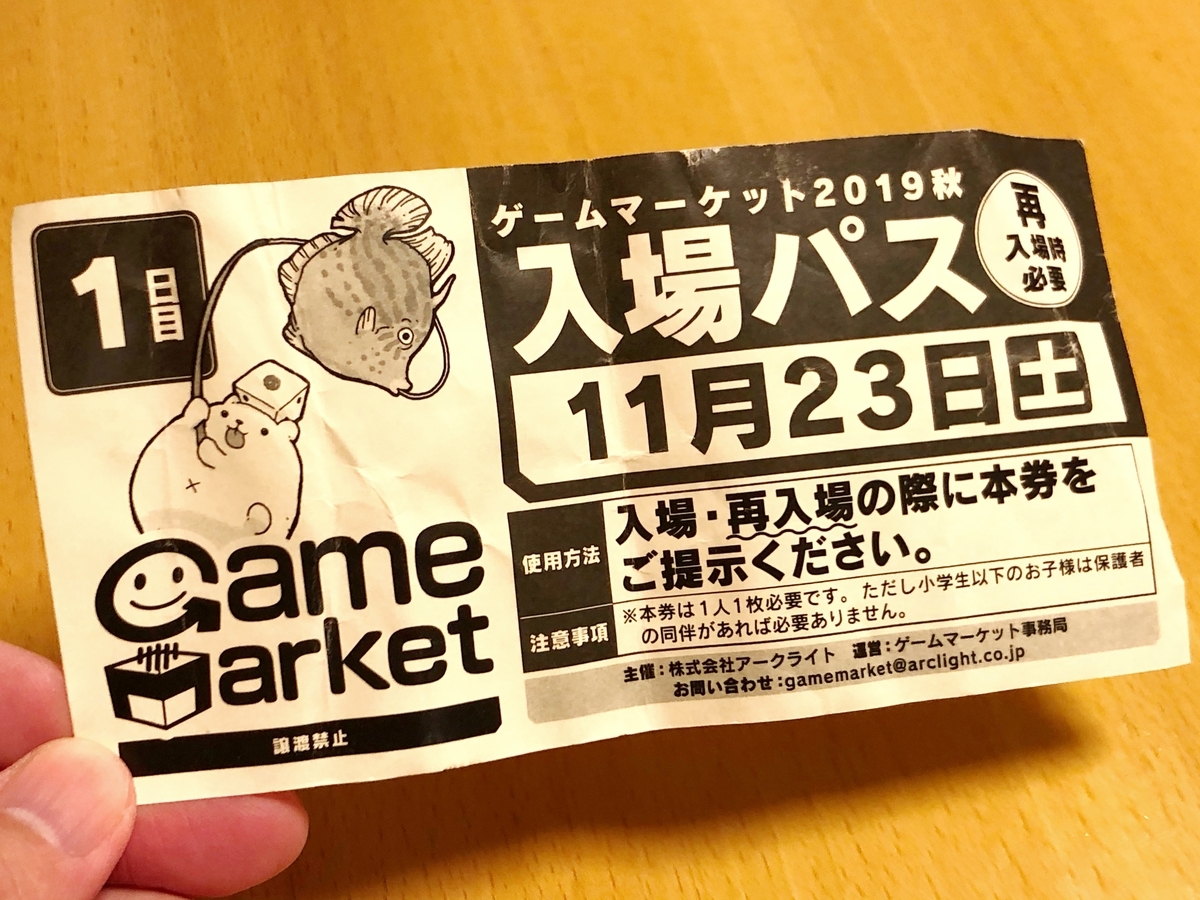 1日目
Game
Market
譲渡禁止
ゲームマーケット2019秋
入場パス
再
入場時
必要
11月23日土
使用方法
入場・再入場の際に本券を
ご提示ください。
注意事項
※本券は1人1枚必要です。ただし小学生以下のお子様は保護者
の同伴があれば必要ありません。
主催：株式会社アークライト 運営：ゲームマーケット事務局
お問い合わせ：gamemarket@arclight.co.jp